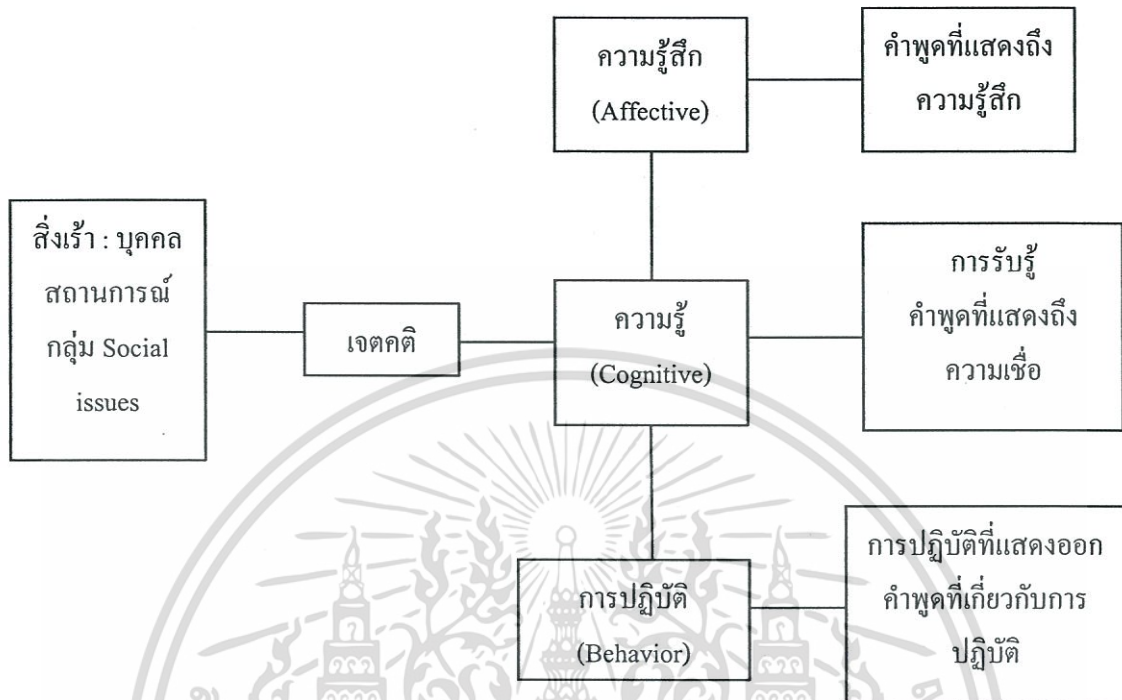 ความรู้สึก
(Affective)
คำพูดที่แสดงถึง
ความรู้สึก
สิ่งเร้า : บุคคล
สถานการณ์
กลุ่ม Social
issues
เจตคติ
ความรู้
(Cognitive)
การรับรู้
คำพูดที่แสดงถึง
ความเชื่อ
การปฏิบัติ
(Behavior)
การปฏิบัติที่แสดงออก
คำพูดที่เกี่ยวกับการ
ปฏิบัติ